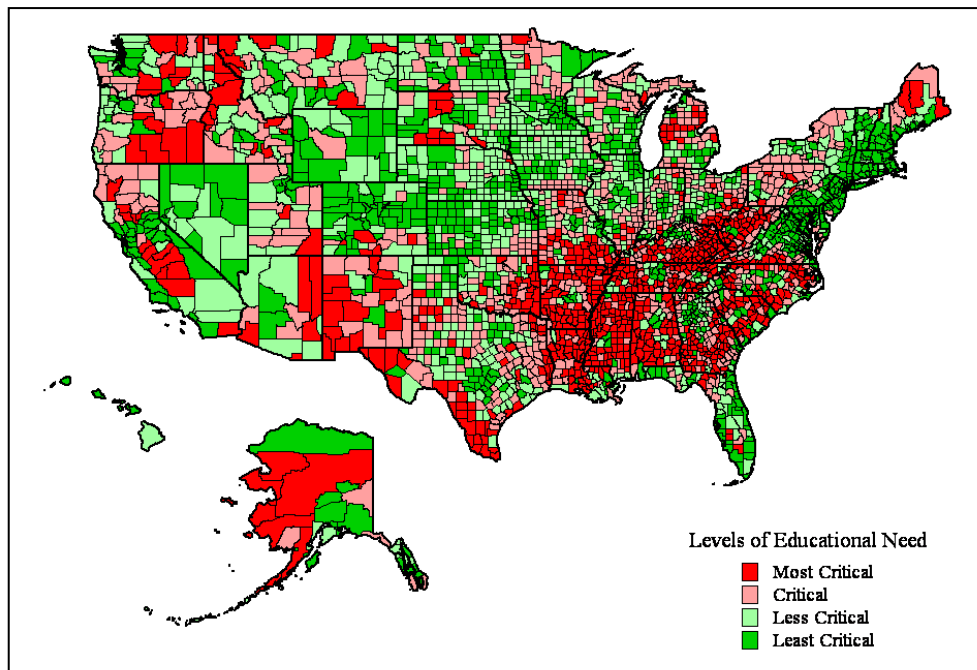 Levels of Educational Need
Most Critical
Critical
Less Critical
Least Critical